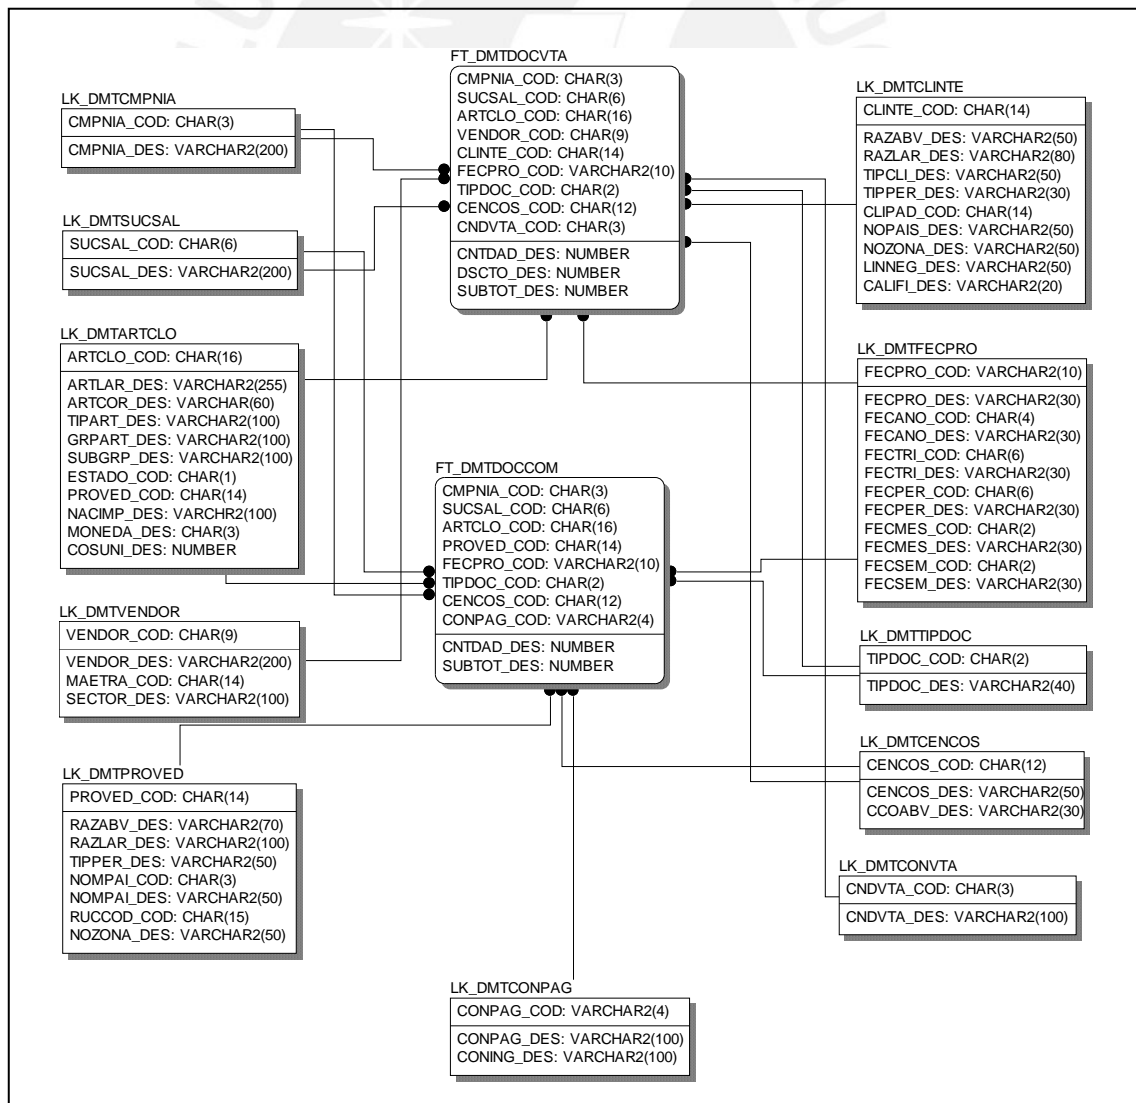 FT_DMTDOCVTA
CMPNIA_COD: CHAR(3)
SUCSAL_COD: CHAR(6)
ARTCLO_COD: CHAR(16)
VENDOR_COD: CHAR(9)
CLINTE_COD: CHAR(14)
FECPRO_COD: VARCHAR2(10)
TIPDOC_COD: CHAR(2)
CENCOS_COD: CHAR(12)
CNDVTA_COD: CHAR(3)
CNTDAD_DES: NUMBER
DSCTO_DES: NUMBER
SUBTOT_DES: NUMBER
LK_DMTCMPNIA
CMPNIA_COD: CHAR(3)
CMPNIA_DES: VARCHAR2(200)
LK_DMTSUCSAL
SUCSAL_COD: CHAR(6)
SUCSAL_DES: VARCHAR2(200)
LK_DMTARTCLO
ARTCLO_COD: CHAR(16)
ARTLAR_DES: VARCHAR2(255)
ARTCOR_DES: VARCHAR(60)
TIPART_DES: VARCHAR2(100)
GRPART_DES: VARCHAR2(100)
SUBGRP_DES: VARCHAR2(100)
ESTADO_COD: CHAR(1)
PROVED_COD: CHAR(14)
NACIMP_DES: VARCHR2(100)
MONEDA_DES: CHAR(3)
COSUNI_DES: NUMBER
LK_DMTVENDOR
VENDOR_COD: CHAR(9)
VENDOR_DES: VARCHAR2(200)
MAETRA_COD: CHAR(14)
SECTOR_DES: VARCHAR2(100)
LK_DMTPROVED
PROVED_COD: CHAR(14)
RAZABV_DES: VARCHAR2(70)
RAZLAR_DES: VARCHAR2(100)
TIPPER_DES: VARCHAR2(50)
NOMPAI_COD: CHAR(3)
NOMPAI_DES: VARCHAR2(50)
RUCCOD_COD: CHAR(15)
NOZONA_DES: VARCHAR2(50)
FT_DMTDOCCOM
CMPNIA_COD: CHAR(3)
SUCSAL_COD: CHAR(6)
ARTCLO_COD: CHAR(16)
PROVED_COD: CHAR(14)
FECPRO_COD: VARCHAR2(10)
TIPDOC_COD: CHAR(2)
CENCOS_COD: CHAR(12)
CONPAG_COD: VARCHAR2(4)
CNTDAD_DES: NUMBER
SUBTOT_DES: NUMBER
LK_DMTCONPAG
CONPAG_COD: VARCHAR2(4)
CONPAG_DES: VARCHAR2(100)
CONING_DES: VARCHAR2(100)
LK_DMTCLINTE
CLINTE_COD: CHAR(14)
RAZABV_DES: VARCHAR2(50)
RAZLAR_DES: VARCHAR2(80)
TIPCLI_DES: VARCHAR2(50)
TIPPER_DES: VARCHAR2(30)
CLIPAD_COD: CHAR(14)
NOPAIS_DES: VARCHAR2(50)
NOZONA_DES: VARCHAR2(50)
LINNEG_DES: VARCHAR2(50)
CALIFI_DES: VARCHAR2(20)
LK_DMTFECPRO
FECPRO_COD: VARCHAR2(10)
FECPRO_DES: VARCHAR2(30)
FECANO_COD: CHAR(4)
FECANO_DES: VARCHAR2(30)
FECTRI_COD: CHAR(6)
FECTRI_DES: VARCHAR2(30)
FECPER_COD: CHAR(6)
FECPER_DES: VARCHAR2(30)
FECMES_COD: CHAR(2)
FECMES_DES: VARCHAR2(30)
FECSEM_COD: CHAR(2)
FECSEM_DES: VARCHAR2(30)
LK_DMTTIPDOC
TIPDOC_COD: CHAR(2)
TIPDOC_DES: VARCHAR2(40)
LK_DMTCENCOS
CENCOS_COD: CHAR(12)
CENCOS_DES: VARCHAR2(50)
CCOABV_DES: VARCHAR2(30)
LK_DMTCONVTA
CNDVTA_COD: CHAR(3)
CNDVTA_DES: VARCHAR2(100)